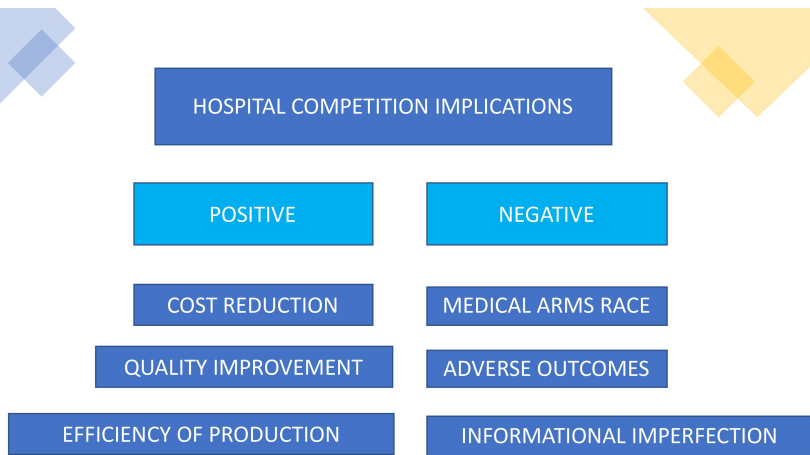 HOSPITAL COMPETITION IMPLICATIONS
POSITIVE
NEGATIVE
COST REDUCTION
MEDICAL ARMS RACE
QUALITY IMPROVEMENT
ADVERSE OUTCOMES
EFFICIENCY OF PRODUCTION
INFORMATIONAL IMPERFECTION